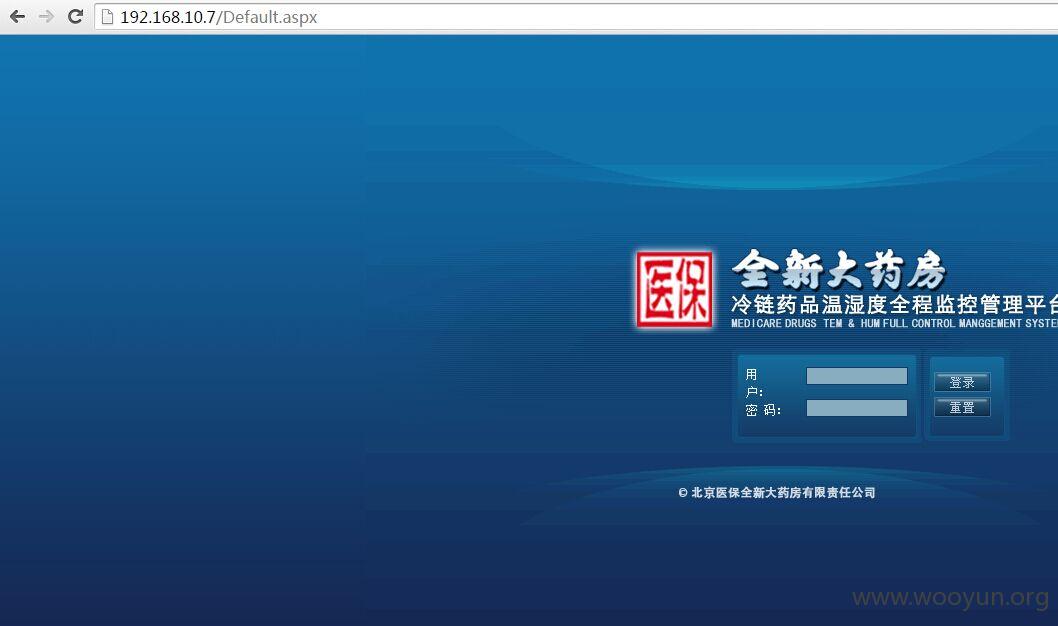 192.168.10.7/Default.aspx
医保
全新大药房
冷链药品温湿度全程监控管理平台
MEDICARE DRUGS TEM & HUM FULL CONTROL MANGGEMENT SYSTE
用
户:
密 码:
登录
重置
© 北京医保全新大药房有限责任公司
www.wooyun.org